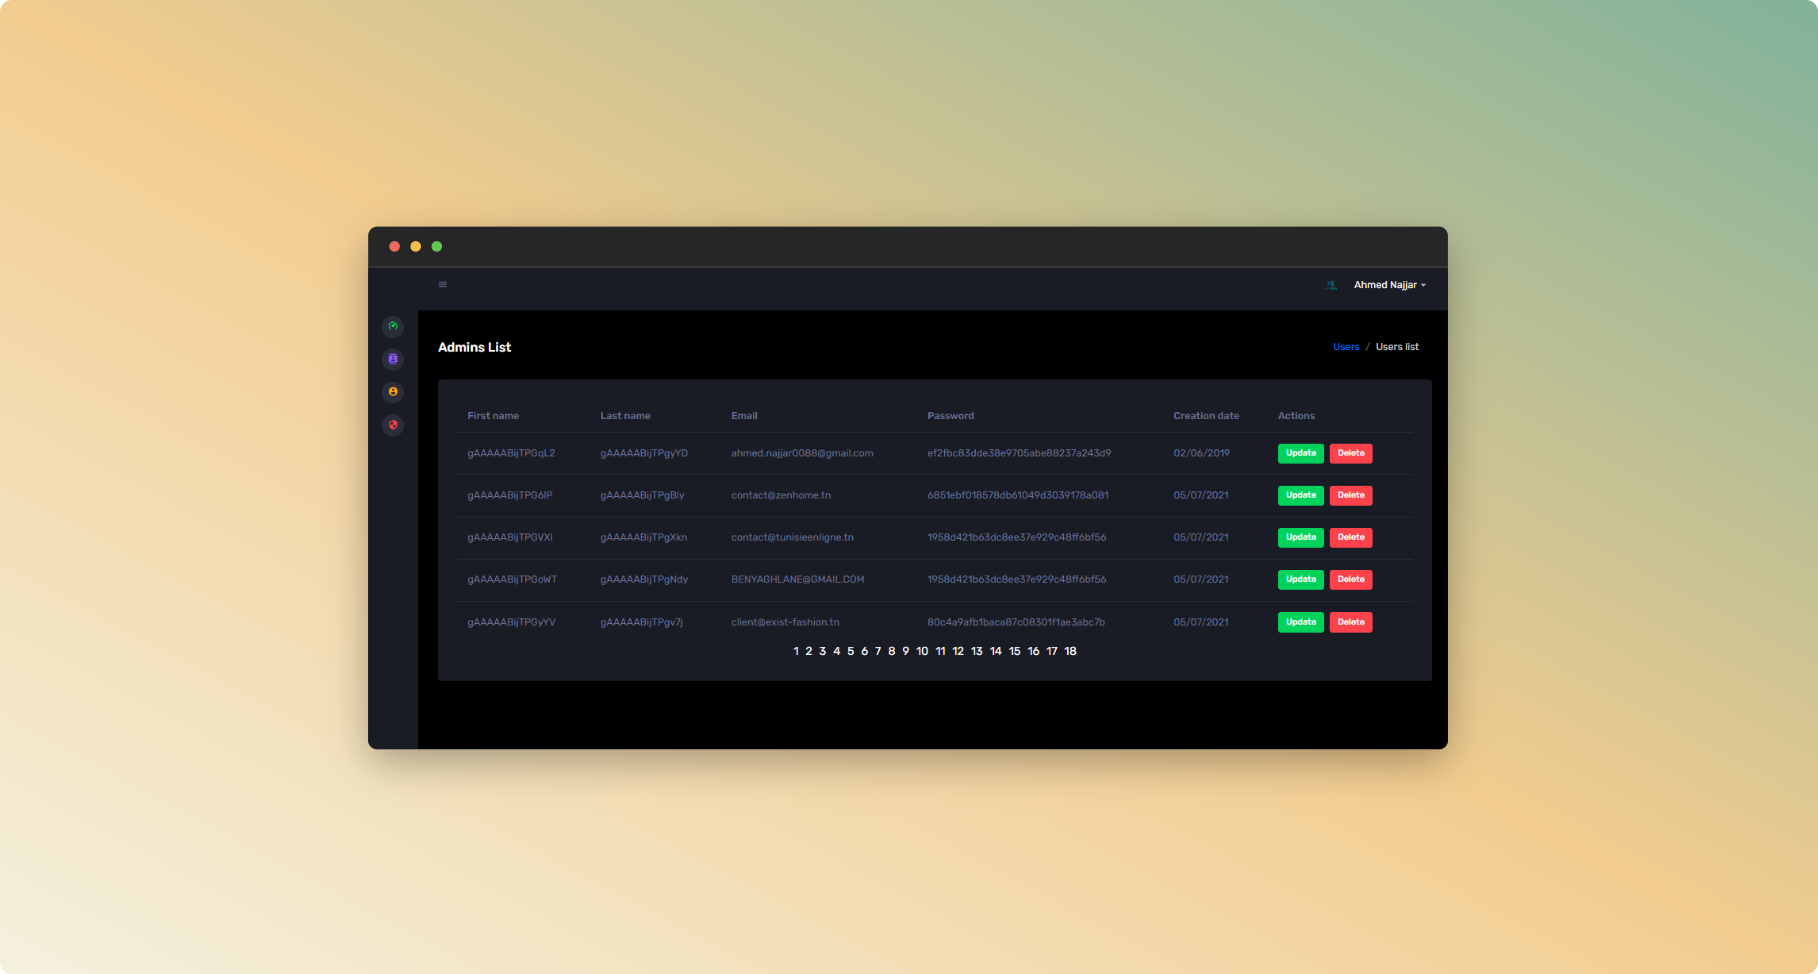 Ahmed Najjar
Admins List
Users / Users list
First name Last name Email Password Creation date Actions
gAAAAABijTPGqL2 gAAAAABijTPgyYD ahmed.najjar0088@gmail.com ef2fbc83dde38e9705abe88237a243d9 02/06/2019 Update Delete
gAAAAABijTPG6IP gAAAAABijTPgBIy contact@zenhome.tn 6851ebf018578db61049d3039178a081 05/07/2021 Update Delete
gAAAAABijTPGVXI gAAAAABijTPgXkn contact@tunisieenligne.tn 1958d421b63dc8ee37e929c48ff6bf56 05/07/2021 Update Delete
gAAAAABijTPGoWT gAAAAABijTPgNdy BENYAGHLANE@GMAIL.COM 1958d421b63dc8ee37e929c48ff6bf56 05/07/2021 Update Delete
gAAAAABijTPGyYV gAAAAABijTPgv7j client@exist-fashion.tn 80c4a9afb1baca87c08301f1ae3abc7b 05/07/2021 Update Delete
1 2 3 4 5 6 7 8 9 10 11 12 13 14 15 16 17 18